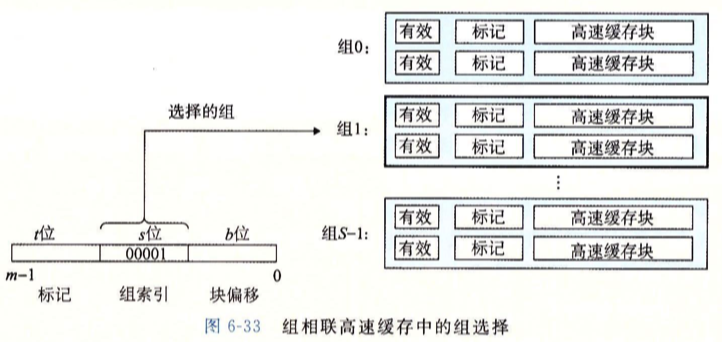 组0:
有效 标记 高速缓存块
有效 标记 高速缓存块
选择的组
组1:
有效 标记 高速缓存块
有效 标记 高速缓存块
⋮
t位 s位 b位
组S-1:
有效 标记 高速缓存块
有效 标记 高速缓存块
00001
m-1 0
标记 组索引 块偏移
图 6-33 组相联高速缓存中的组选择